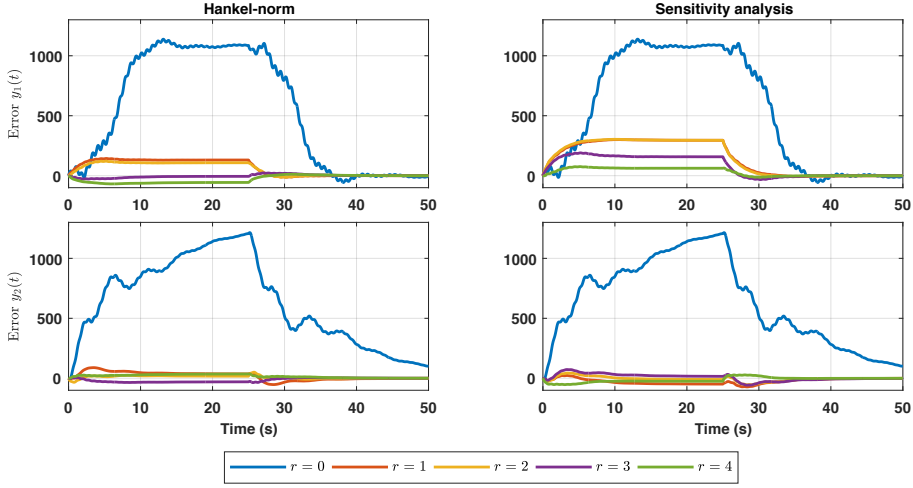 Hankel-norm
Sensitivity analysis
Error y₁(t)
1000
500
0
0 10 20 30 40 50
1000
500
0
0 10 20 30 40 50
Error y₂(t)
1000
500
0
0 10 20 30 40 50
Time (s)
1000
500
0
0 10 20 30 40 50
Time (s)
r = 0 r = 1 r = 2 r = 3 r = 4